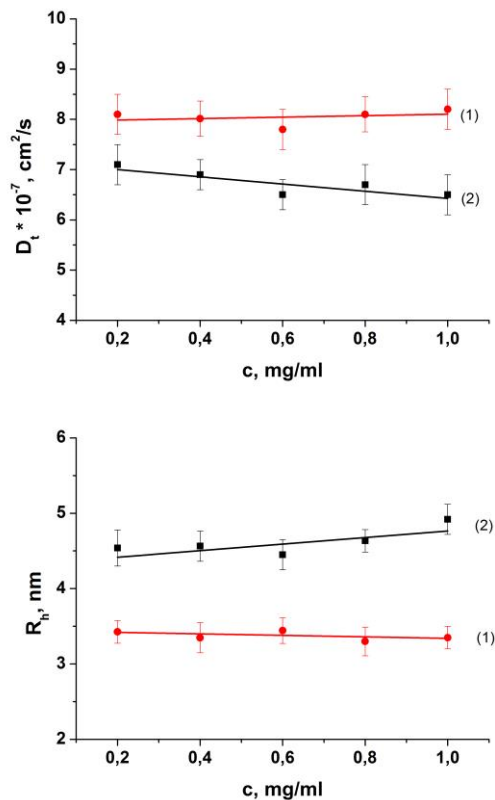 10
9
8
7
6
5
4
D_t * 10^-7, cm^2/s
(1)
(2)
0,2 0,4 0,6 0,8 1,0
c, mg/ml
6
5
4
3
2
R_h, nm
(2)
(1)
0,2 0,4 0,6 0,8 1,0
c, mg/ml